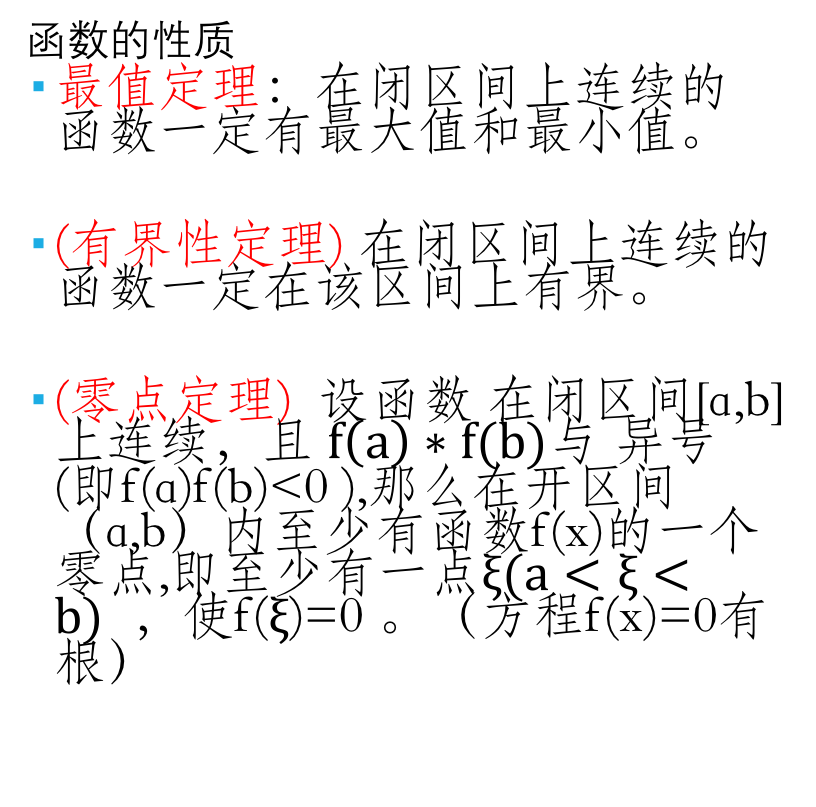 函数的性质
▪最值定理：在闭区间上连续的
函数一定有最大值和最小值。
▪(有界性定理) 在闭区间上连续的
函数一定在该区间上有界。
▪(零点定理) 设函数 在闭区间[a,b]
上连续，且 f(a) * f(b)与 异号
(即f(a)f(b)<0 ),那么在开区间
（a,b）内至少有函数f(x)的一个
零点,即至少有一点ξ(a < ξ <
b) ，使f(ξ)=0 。（方程f(x)=0有
根）